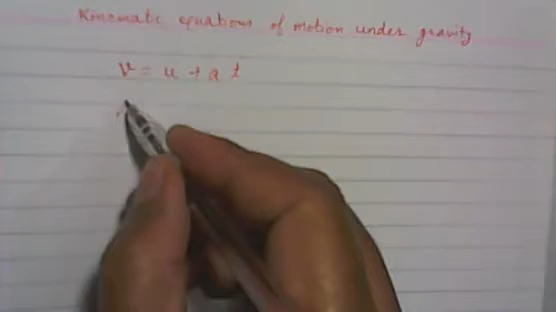 Kinematic equations of motion under gravity
v = u + a t